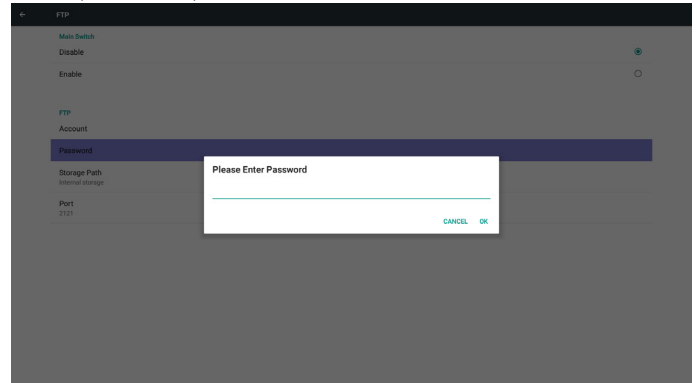 FTP
Main Switch
Disable
Enable
FTP
Account
Password
Storage Path
Internal storage
Port
2121
Please Enter Password
CANCEL OK